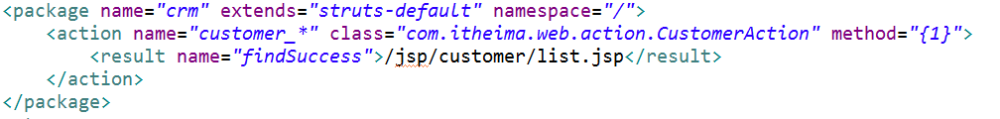 <package name="crm" extends="struts-default" namespace="/">
<action name="customer_*" class="com.itheima.web.action.CustomerAction" method="{1}">
<result name="findSuccess">/jsp/customer/list.jsp</result>
</action>
</package>